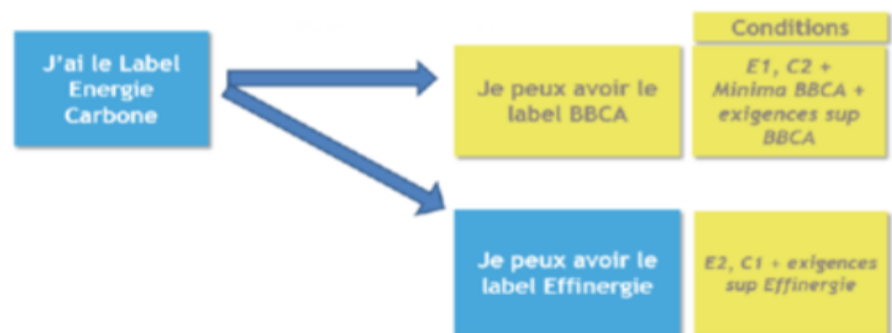 J'ai le Label
Energie
Carbone
Je peux avoir le
label BBCA
Conditions
E1, C2 +
Minima BBCA +
exigences sup
BBCA
Je peux avoir le
label Effinergie
E2, C1 + exigences
sup Effinergie